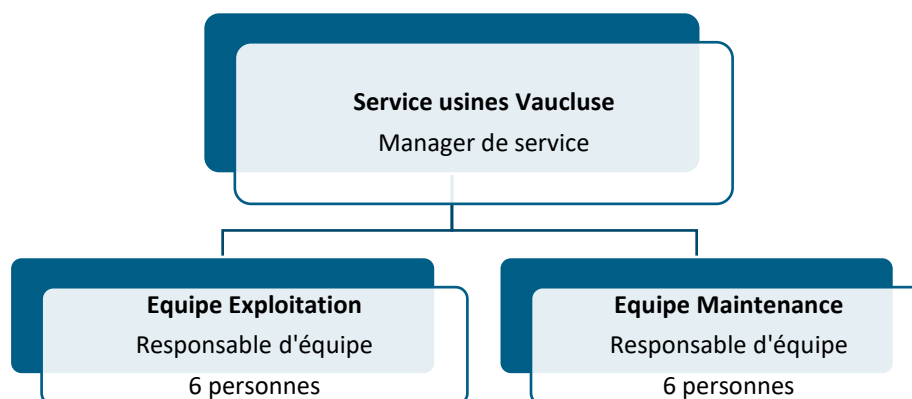 Service usines Vaucluse
Manager de service
Equipe Exploitation
Responsable d'équipe
6 personnes
Equipe Maintenance
Responsable d'équipe
6 personnes